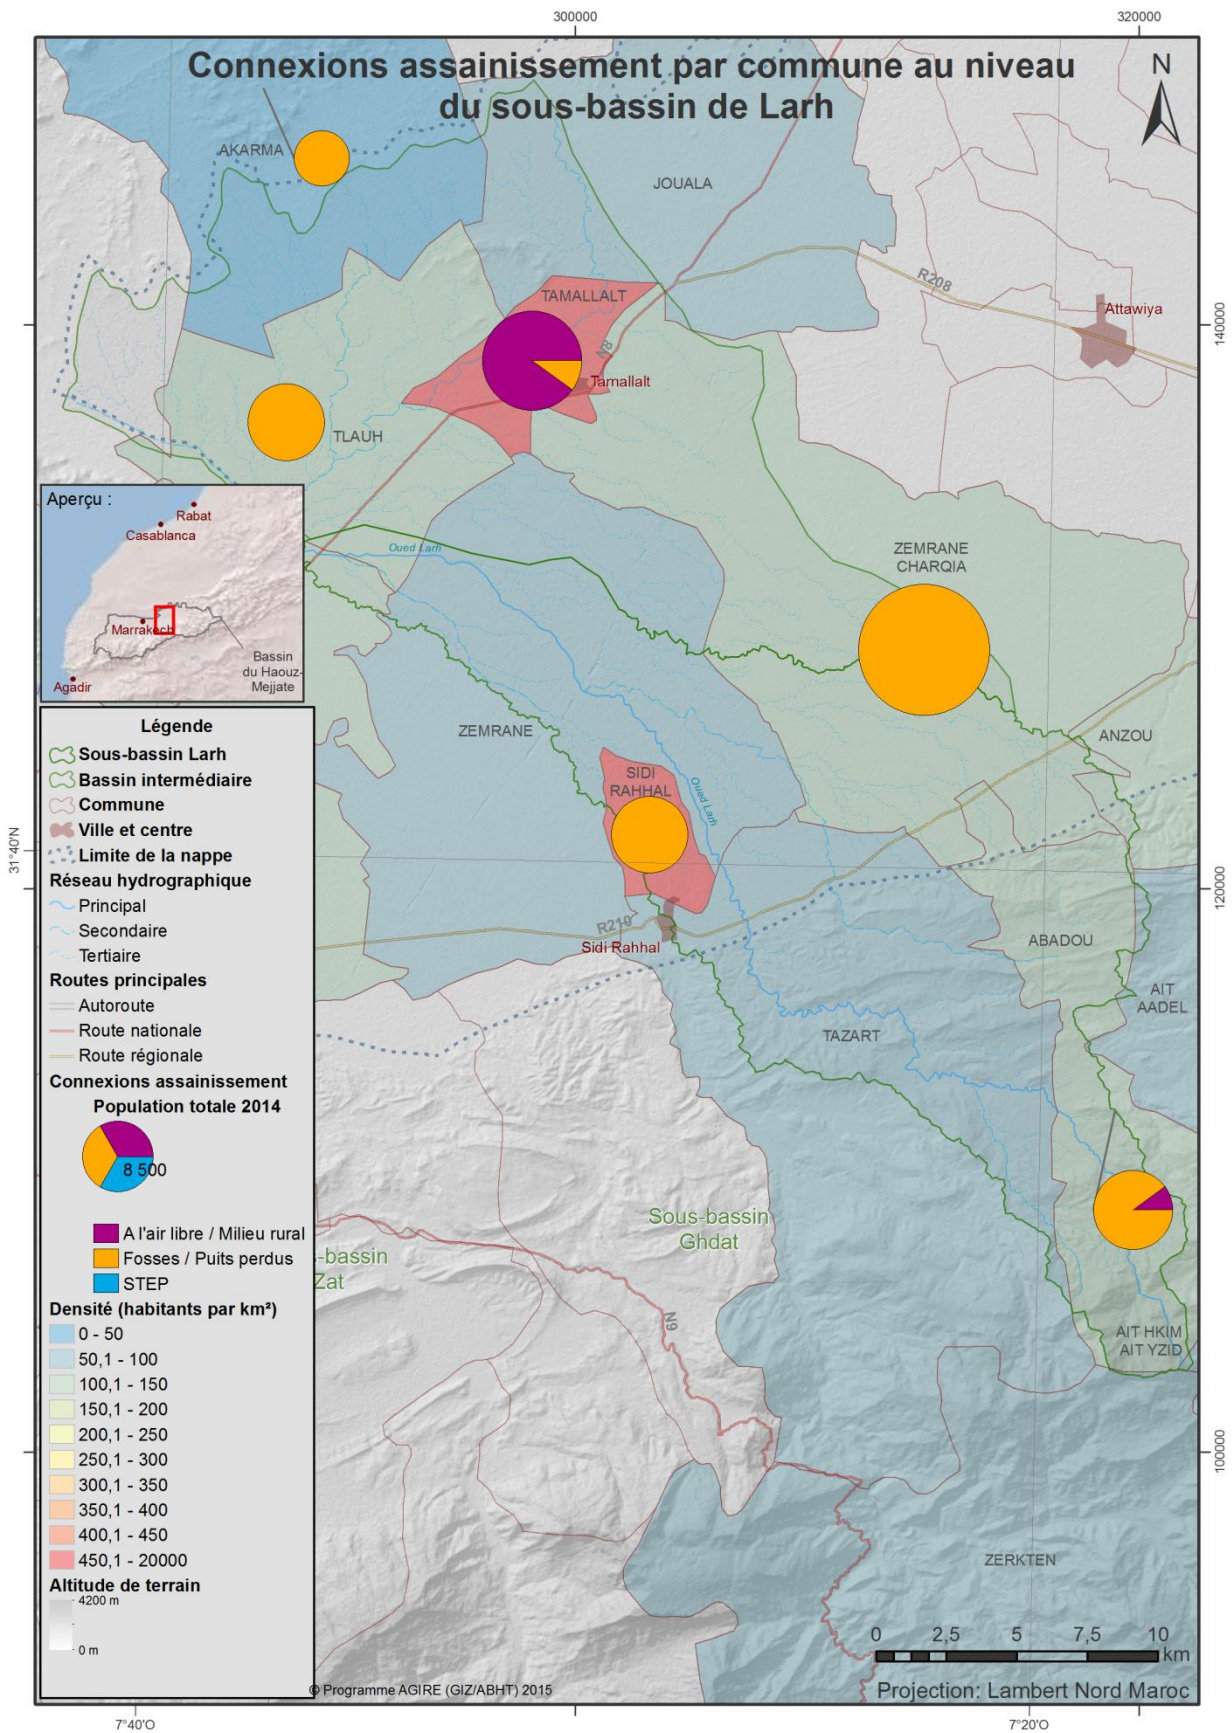 300000
320000
Connexions assainissement par commune au niveau
du sous-bassin de Larh
N
AKARMA
JOUALA
R208
TAMALLALT
Attawiya
140000
N8
Tamallalt
TLAUH
Aperçu :
Rabat
Casablanca
Marrakech
Bassin
du Haouz-
Mejjate
Agadir
Oued Larh
ZEMRANE
CHARQIA
ZEMRANE
ANZOU
SIDI
RAHHAL
Oued Larh
31°40'N
120000
R210
Sidi Rahhal
ABADOU
AIT
AADEL
TAZART
Légende
Sous-bassin Larh
Bassin intermédiaire
Commune
Ville et centre
Limite de la nappe
Réseau hydrographique
Principal
Secondaire
Tertiaire
Routes principales
Autoroute
Route nationale
Route régionale
Connexions assainissement
Population totale 2014
8 500
A l'air libre / Milieu rural
Fosses / Puits perdus
STEP
Densité (habitants par km²)
0 - 50
50,1 - 100
100,1 - 150
150,1 - 200
200,1 - 250
250,1 - 300
300,1 - 350
350,1 - 400
400,1 - 450
450,1 - 20000
Altitude de terrain
4200 m
0 m
Sous-bassin
Ghdat
s-bassin
Zat
N9
AIT HKIM
AIT YZID
100000
ZERKTEN
0 2,5 5 7,5 10
km
© Programme AGIRE (GIZ/ABHT) 2015
Projection: Lambert Nord Maroc
7°40'O
7°20'O